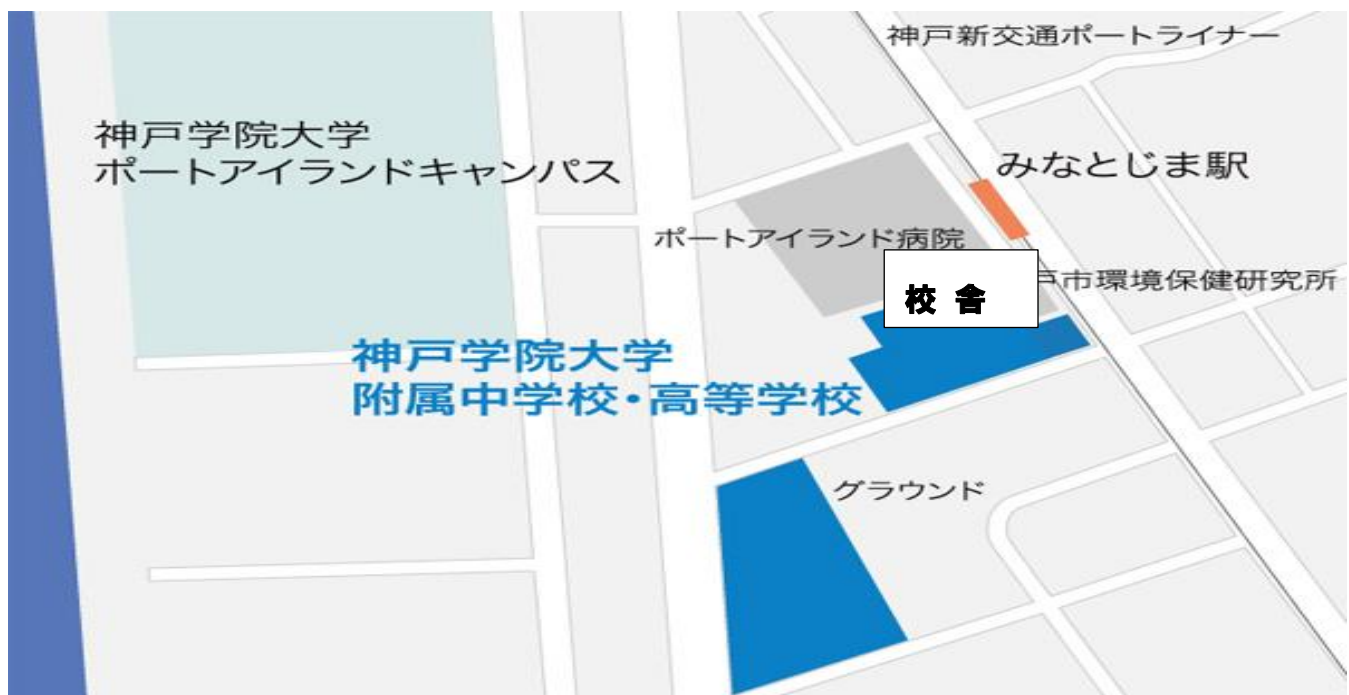 神戸新交通ポートライナー
神戸学院大学
ポートアイランドキャンパス
みなとじま駅
ポートアイランド病院
戸市環境保健研究所
校 舎
神戸学院大学
附属中学校・高等学校
グラウンド